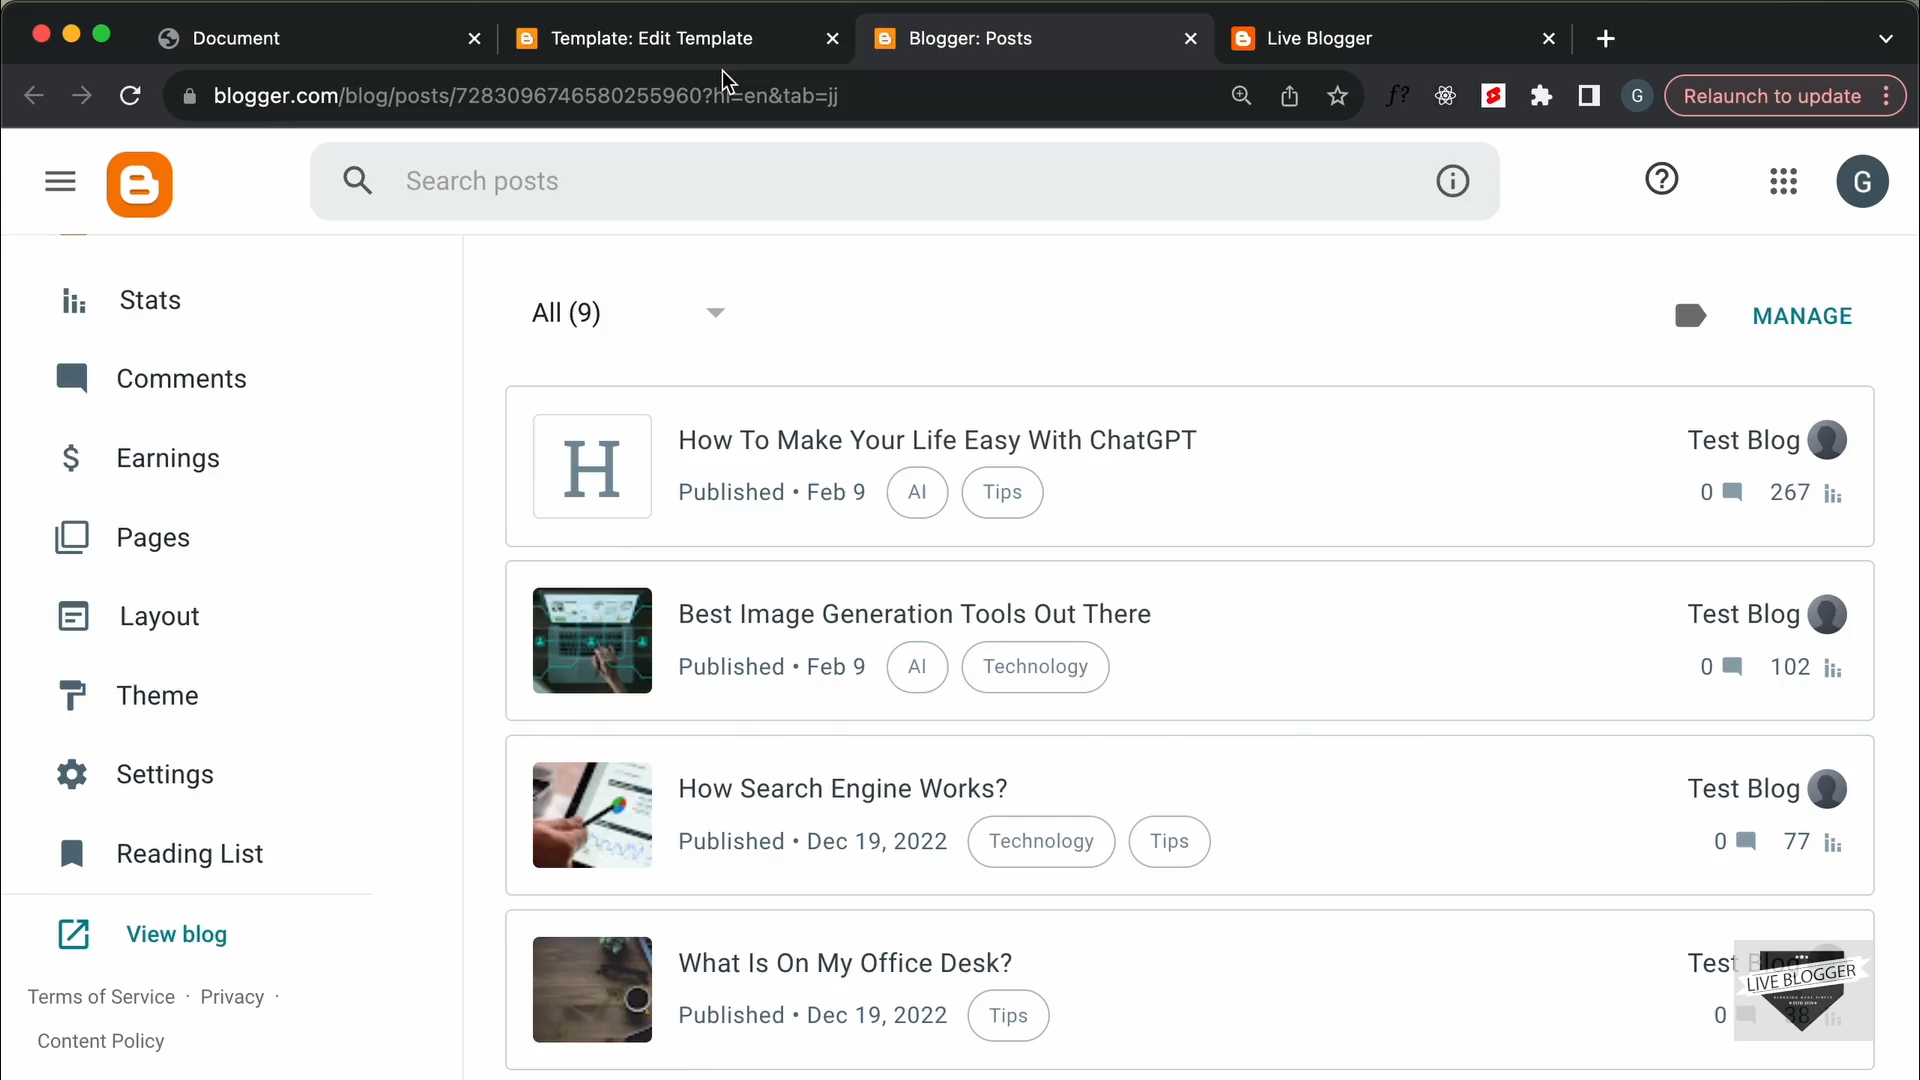 Document
Template: Edit Template
Blogger: Posts
Live Blogger
blogger.com/blog/posts/7283096746580255960?hl=en&tab=jj
f?
G
Relaunch to update
Search posts
G
Stats
Comments
Earnings
Pages
Layout
Theme
Settings
Reading List
View blog
Terms of Service · Privacy ·
Content Policy
All (9)
MANAGE
H
How To Make Your Life Easy With ChatGPT
Test Blog
Published • Feb 9
AI
Tips
0
267
Best Image Generation Tools Out There
Test Blog
Published • Feb 9
AI
Technology
0
102
How Search Engine Works?
Test Blog
Published • Dec 19, 2022
Technology
Tips
0
77
What Is On My Office Desk?
Test Blog
Published • Dec 19, 2022
Tips
0
38
LIVE BLOGGER